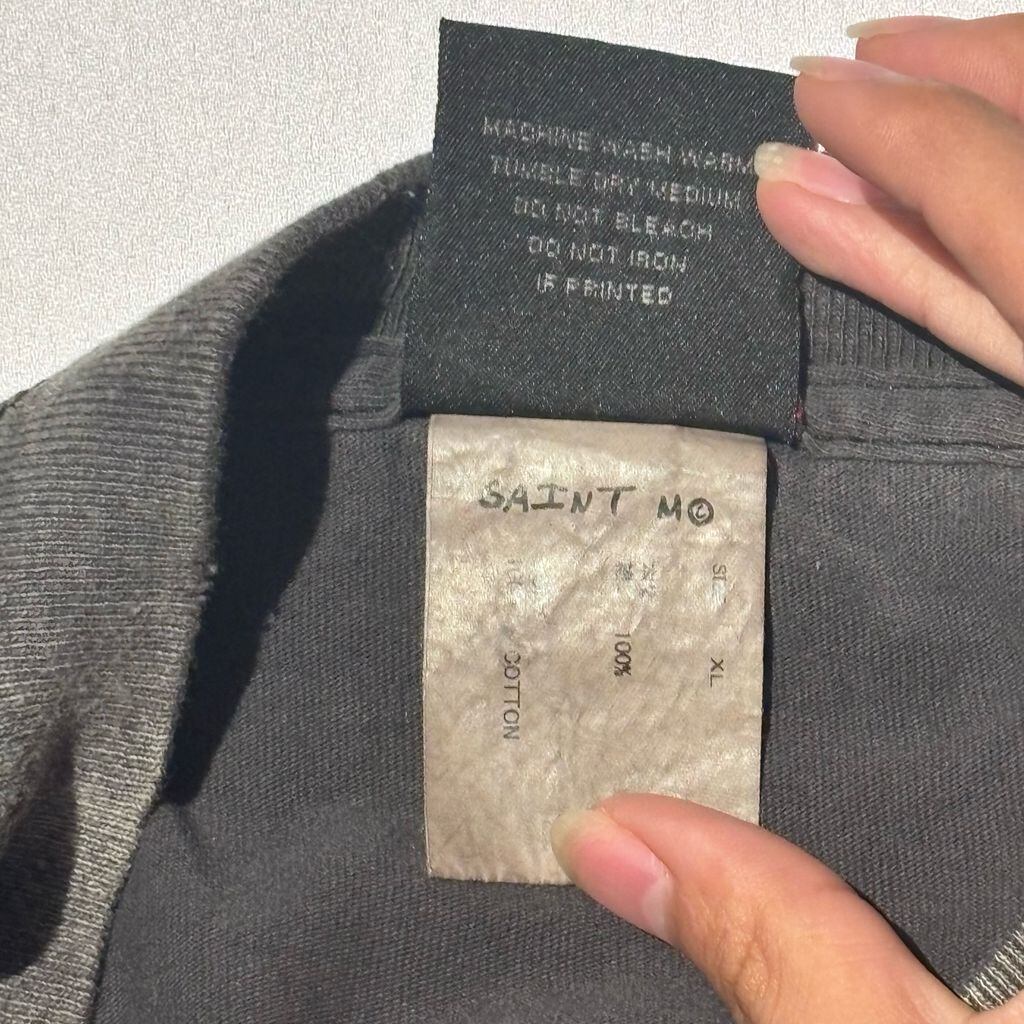 MACHINE WASH WARM
TUMBLE DRY MEDIUM
DO NOT BLEACH
DO NOT IRON
IF PRINTED
SAINT M©
XL
100%
COTTON